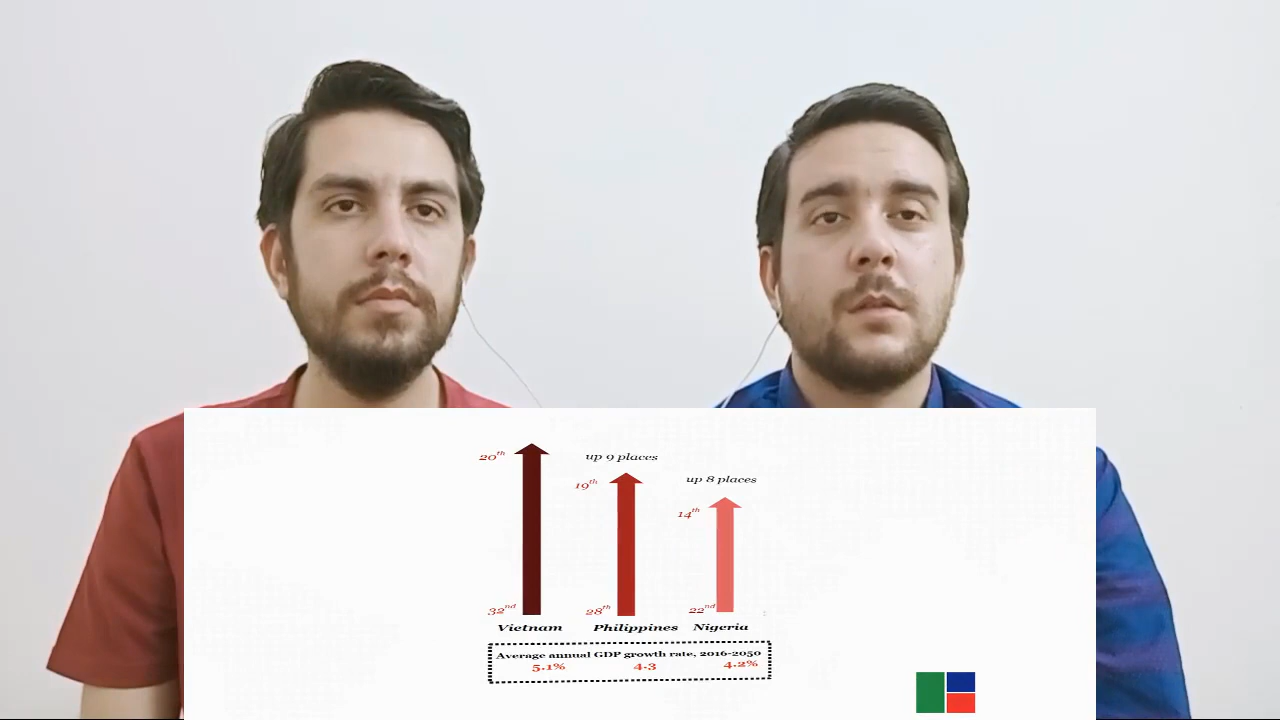 20th up 9 places
19th up 8 places
14th
32nd 28th 22nd
Vietnam Philippines Nigeria
Average annual GDP growth rate, 2016-2050
5.1% 4.3 4.2%